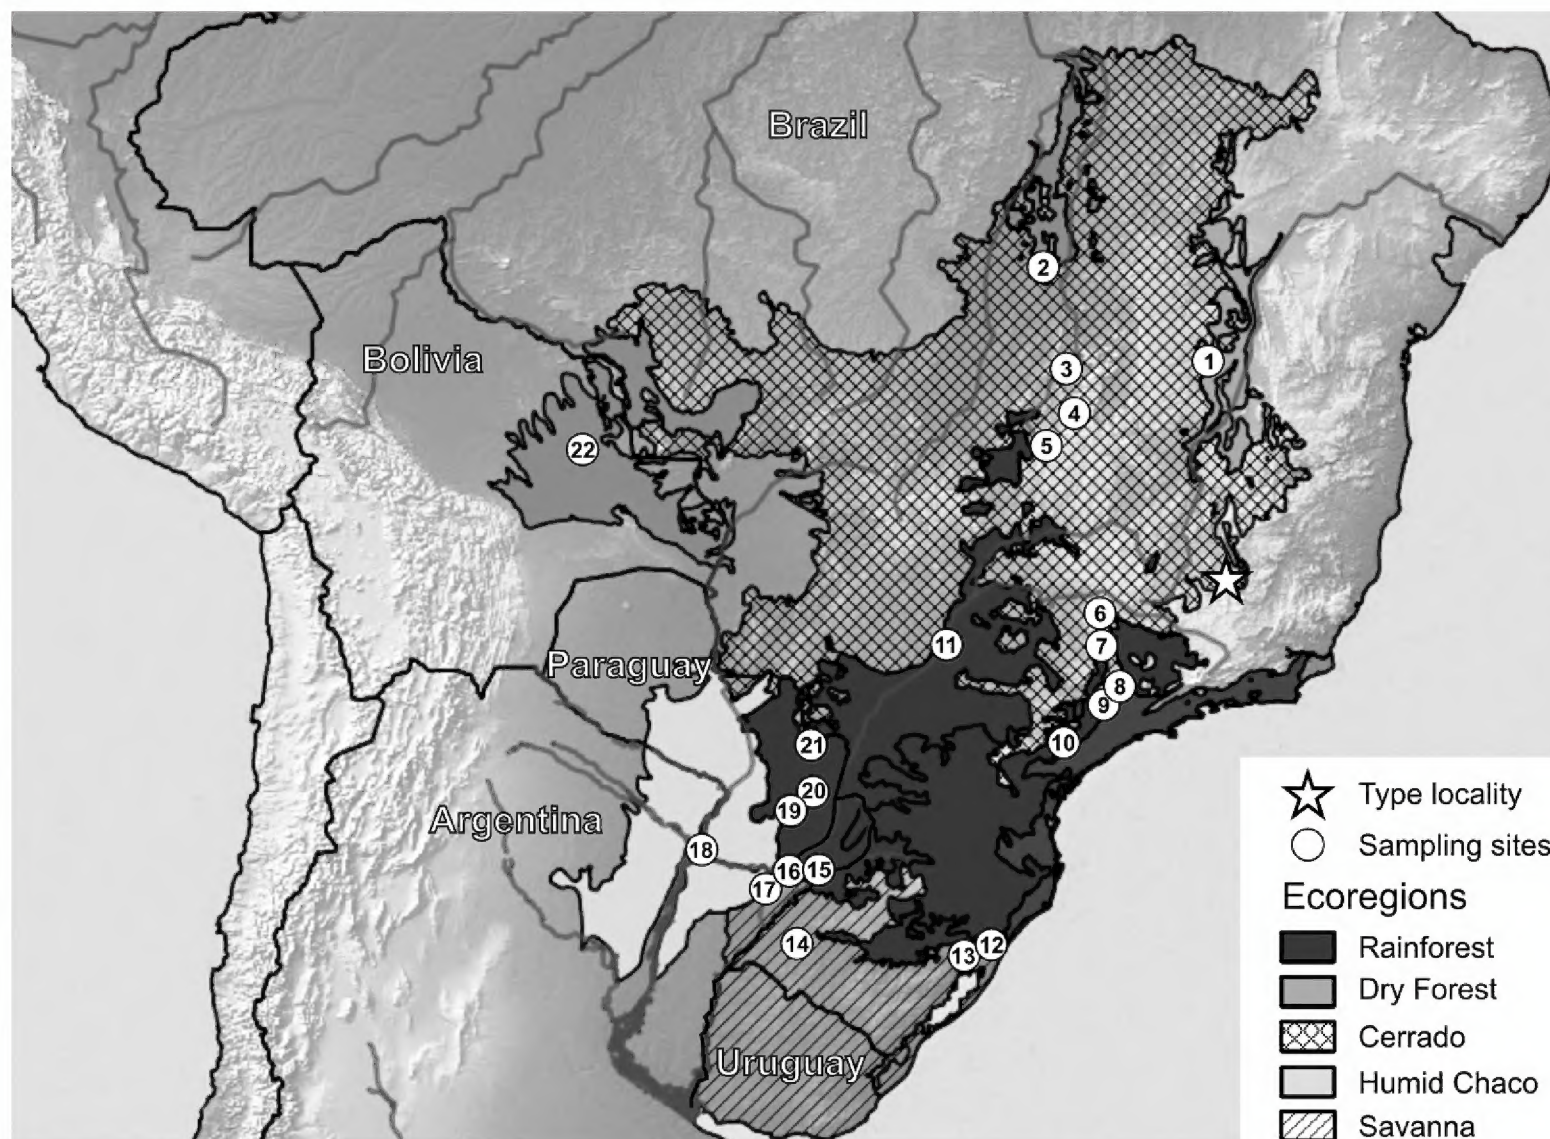 Brazil
2
Bolivia
1
3
4
22
5
6
11
7
Paraguay
8
9
10
21
Type locality
20
19
Argentina
18
Sampling sites
16
15
17
Ecoregions
14
12
13
Rainforest
Dry Forest
Cerrado
Uruguay
Humid Chaco
Savanna